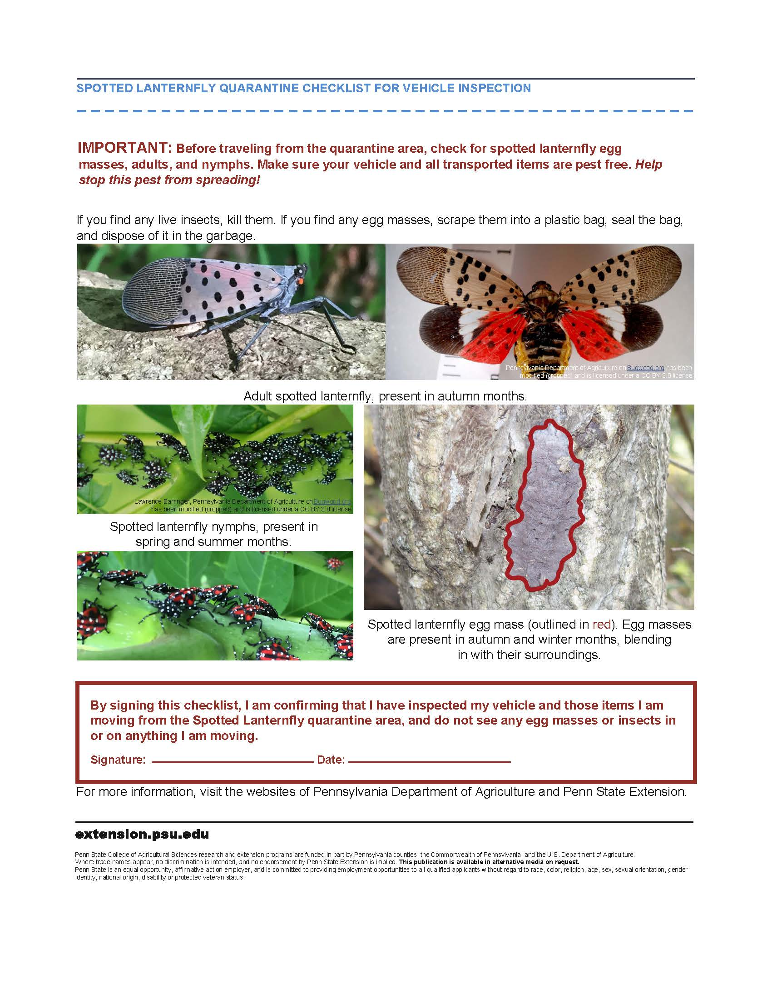 SPOTTED LANTERNFLY QUARANTINE CHECKLIST FOR VEHICLE INSPECTION
IMPORTANT: Before traveling from the quarantine area, check for spotted lanternfly egg
masses, adults, and nymphs. Make sure your vehicle and all transported items are pest free. Help
stop this pest from spreading!
If you find any live insects, kill them. If you find any egg masses, scrape them into a plastic bag, seal the bag,
and dispose of it in the garbage.
Pennsylvania Department of Agriculture on Bugwood.org has been
modified (cropped) and is licensed under a CC BY 3.0 license
Adult spotted lanternfly, present in autumn months.
Lawrence Barringer, Pennsylvania Department of Agriculture on Bugwood.org
has been modified (cropped) and is licensed under a CC BY 3.0 license
Spotted lanternfly nymphs, present in
spring and summer months.
Spotted lanternfly egg mass (outlined in red). Egg masses
are present in autumn and winter months, blending
in with their surroundings.
By signing this checklist, I am confirming that I have inspected my vehicle and those items I am
moving from the Spotted Lanternfly quarantine area, and do not see any egg masses or insects in
or on anything I am moving.
Signature: Date:
For more information, visit the websites of Pennsylvania Department of Agriculture and Penn State Extension.
extension.psu.edu
Penn State College of Agricultural Sciences research and extension programs are funded in part by Pennsylvania counties, the Commonwealth of Pennsylvania, and the U.S. Department of Agriculture.
Where trade names appear, no discrimination is intended, and no endorsement by Penn State Extension is implied. This publication is available in alternative media on request.
Penn State is an equal opportunity, affirmative action employer, and is committed to providing employment opportunities to all qualified applicants without regard to race, color, religion, age, sex, sexual orientation, gender
identity, national origin, disability or protected veteran status.